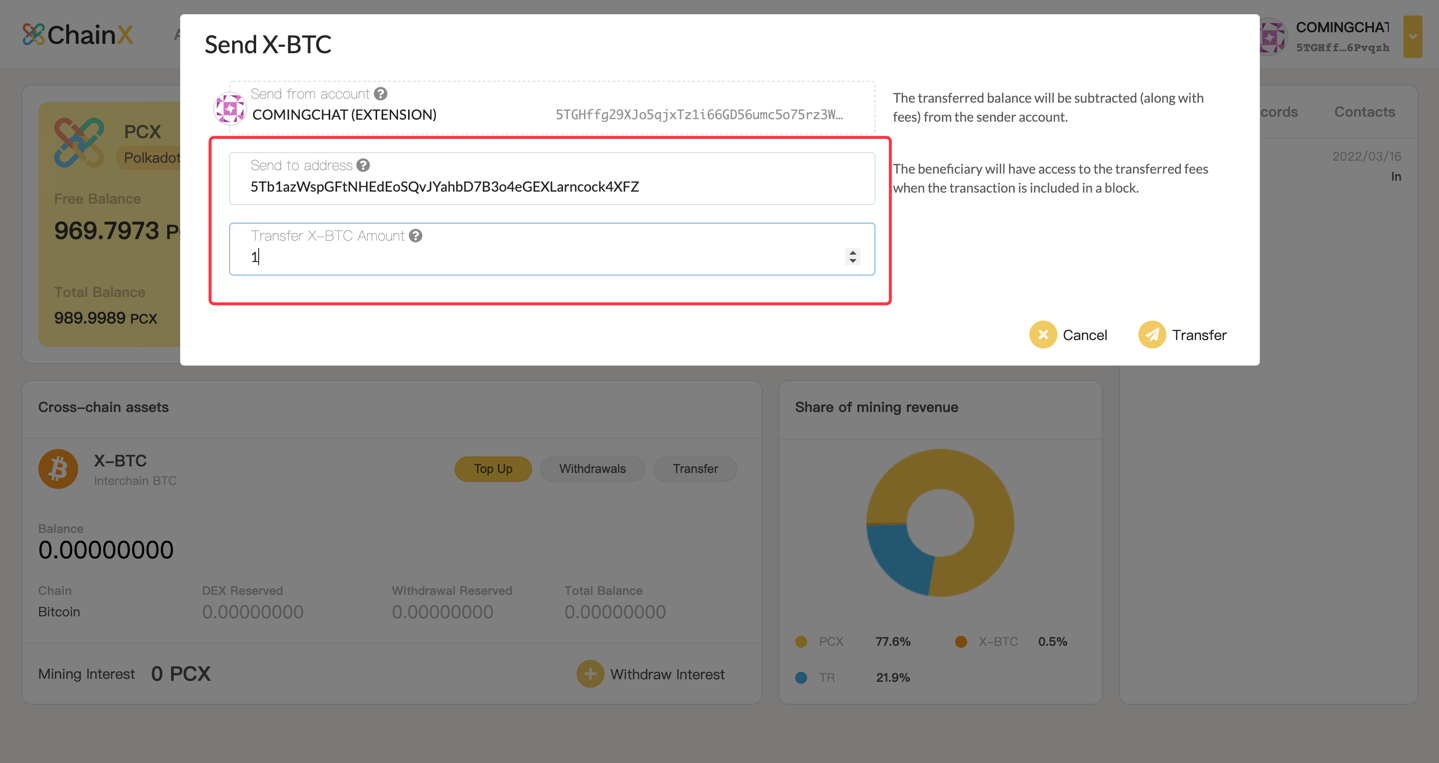 ChainX
A
COMINGCHAT
5TGHff…6Pvqzh
Send X-BTC
Send from account ?
COMINGCHAT (EXTENSION)
5TGHffg29XJo5qjxTz1i66GD56umc5o75rz3W…
The transferred balance will be subtracted (along with
fees) from the sender account.
Send to address ?
5Tb1azWspGFtNHEdEoSQvJYahbD7B3o4eGEXLarncock4XFZ
The beneficiary will have access to the transferred fees
when the transaction is included in a block.
Transfer X-BTC Amount ?
1
Cancel
Transfer
PCX
Polkadot
Free Balance
969.7973 P
Total Balance
989.9989 PCX
cords
Contacts
2022/03/16
In
Cross-chain assets
X-BTC
Interchain BTC
Top Up
Withdrawals
Transfer
Balance
0.00000000
Chain
DEX Reserved
Withdrawal Reserved
Total Balance
Bitcoin
0.00000000
0.00000000
0.00000000
Mining Interest
0 PCX
Withdraw Interest
Share of mining revenue
PCX
77.6%
X-BTC
0.5%
TR
21.9%